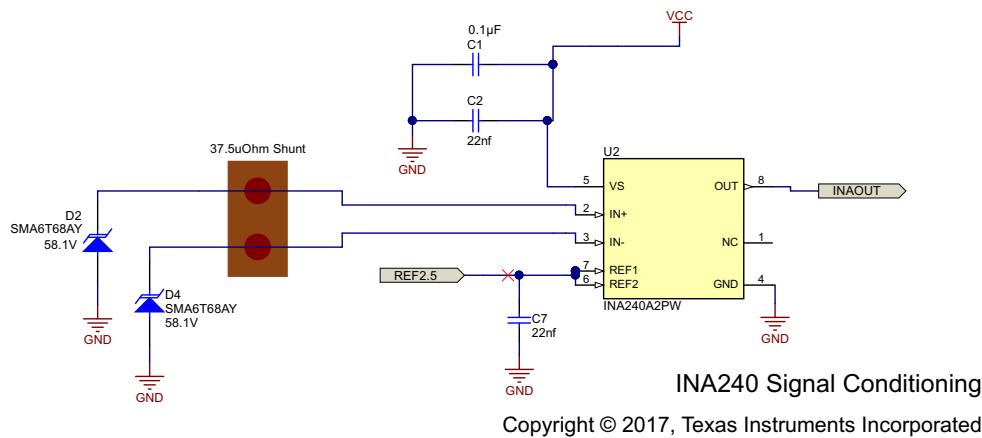 VCC
0.1µF
C1
C2
22nf
GND
37.5uOhm Shunt
U2
5 VS OUT 8 INAOUT
2 IN+
D2
SMA6T68AY
58.1V
3 IN- NC 1
REF2.5 7 REF1
6 REF2 GND 4
D4
SMA6T68AY
58.1V
INA240A2PW
C7
22nf
GND
GND
GND
GND
INA240 Signal Conditioning
Copyright © 2017, Texas Instruments Incorporated